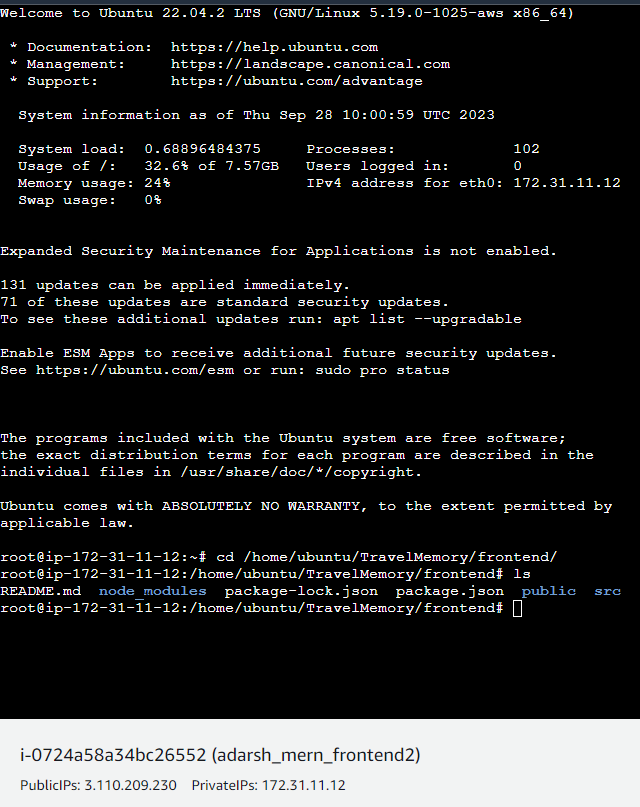 Welcome to Ubuntu 22.04.2 LTS (GNU/Linux 5.19.0-1025-aws x86_64)
* Documentation: https://help.ubuntu.com
* Management: https://landscape.canonical.com
* Support: https://ubuntu.com/advantage
System information as of Thu Sep 28 10:00:59 UTC 2023
System load: 0.68896484375 Processes: 102
Usage of /: 32.6% of 7.57GB Users logged in: 0
Memory usage: 24% IPv4 address for eth0: 172.31.11.12
Swap usage: 0%
Expanded Security Maintenance for Applications is not enabled.
131 updates can be applied immediately.
71 of these updates are standard security updates.
To see these additional updates run: apt list --upgradable
Enable ESM Apps to receive additional future security updates.
See https://ubuntu.com/esm or run: sudo pro status
The programs included with the Ubuntu system are free software;
the exact distribution terms for each program are described in the
individual files in /usr/share/doc/*/copyright.
Ubuntu comes with ABSOLUTELY NO WARRANTY, to the extent permitted by
applicable law.
root@ip-172-31-11-12:~# cd /home/ubuntu/TravelMemory/frontend/
root@ip-172-31-11-12:/home/ubuntu/TravelMemory/frontend# ls
README.md node_modules package-lock.json package.json public src
root@ip-172-31-11-12:/home/ubuntu/TravelMemory/frontend#
i-0724a58a34bc26552 (adarsh_mern_frontend2)
PublicIPs: 3.110.209.230 PrivateIPs: 172.31.11.12